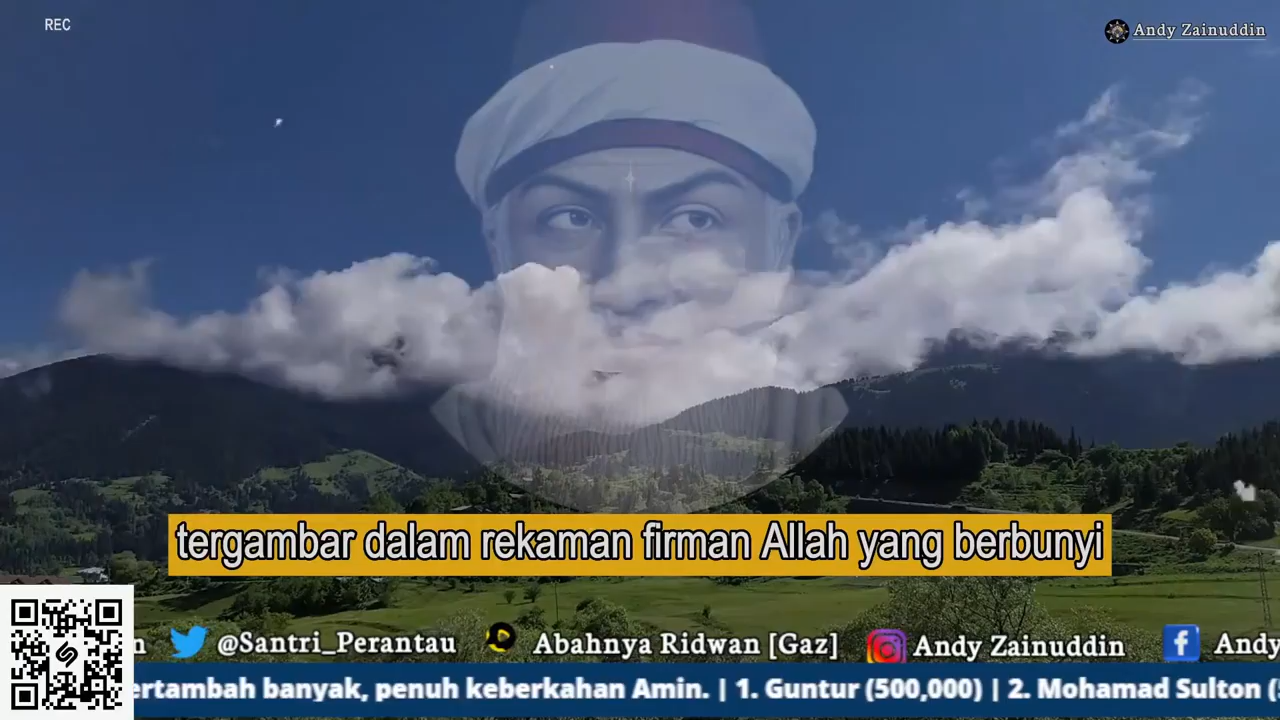 REC
Andy Zainuddin
tergambar dalam rekaman firman Allah yang berbunyi
@Santri_Perantau Abahnya Ridwan [Gaz] Andy Zainuddin Andy
ertambah banyak, penuh keberkahan Amin. | 1. Guntur (500,000) | 2. Mohamad Sulton